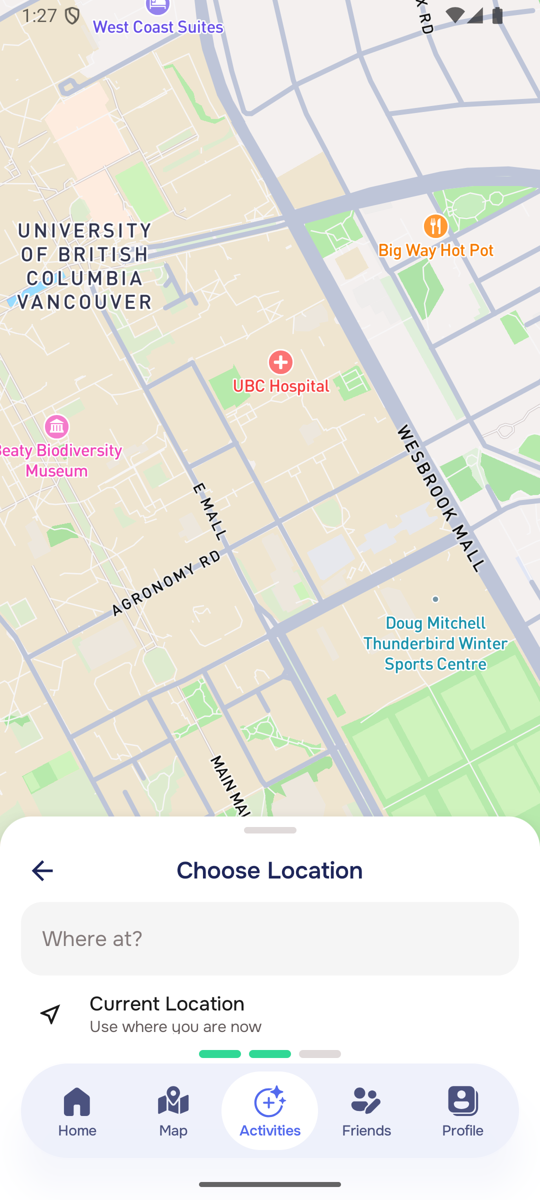 1:27
West Coast Suites
X RD
UNIVERSITY
OF BRITISH
COLUMBIA
VANCOUVER
Big Way Hot Pot
UBC Hospital
Beaty Biodiversity
Museum
WESBROOK MALL
E MALL
AGRONOMY RD
Doug Mitchell
Thunderbird Winter
Sports Centre
MAIN MAL
Choose Location
Where at?
Current Location
Use where you are now
Home
Map
Activities
Friends
Profile